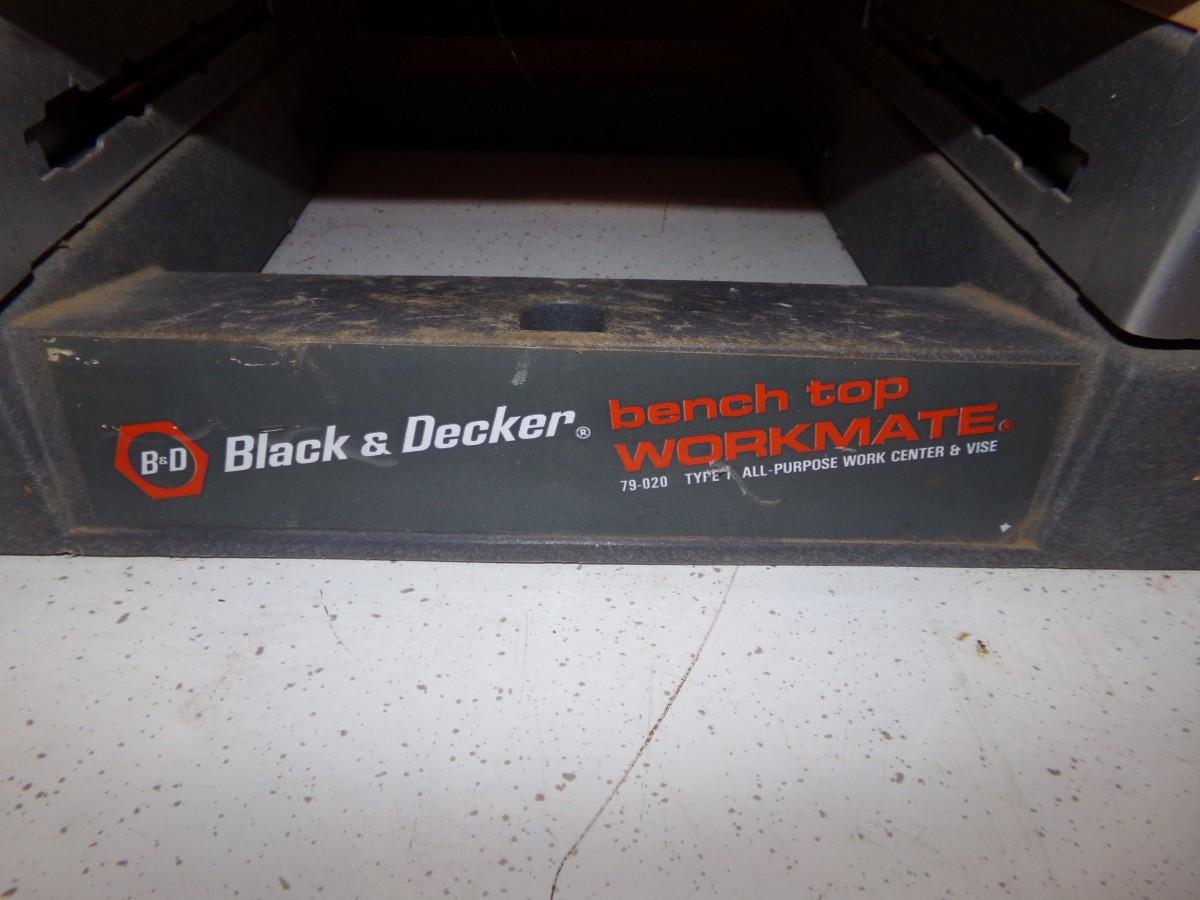 B&D
Black & Decker®
bench top
WORKMATE®
79-020 TYPE 1 ALL-PURPOSE WORK CENTER & VISE